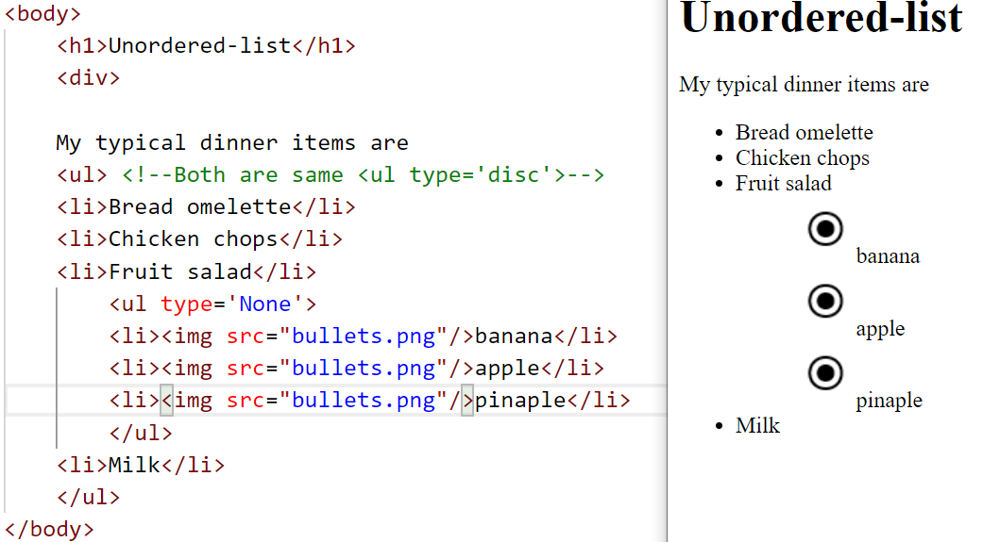 <body>
<h1>Unordered-list</h1>
<div>
My typical dinner items are
<ul> <!--Both are same <ul type='disc'>-->
<li>Bread omelette</li>
<li>Chicken chops</li>
<li>Fruit salad</li>
<ul type='None'>
<li><img src="bullets.png"/>banana</li>
<li><img src="bullets.png"/>apple</li>
<li><img src="bullets.png"/>pinaple</li>
</ul>
<li>Milk</li>
</ul>
</body>
Unordered-list
My typical dinner items are
• Bread omelette
• Chicken chops
• Fruit salad
banana
apple
pinaple
• Milk